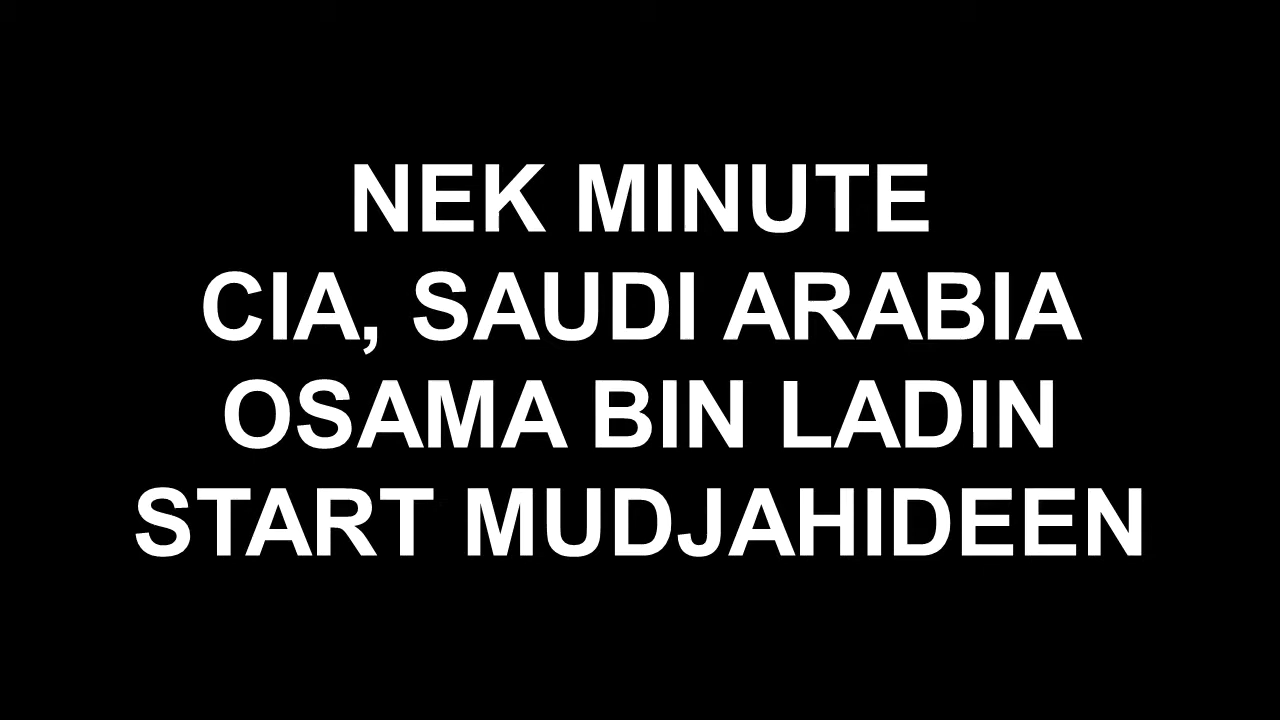 NEK MINUTE
CIA, SAUDI ARABIA
OSAMA BIN LADIN
START MUDJAHIDEEN